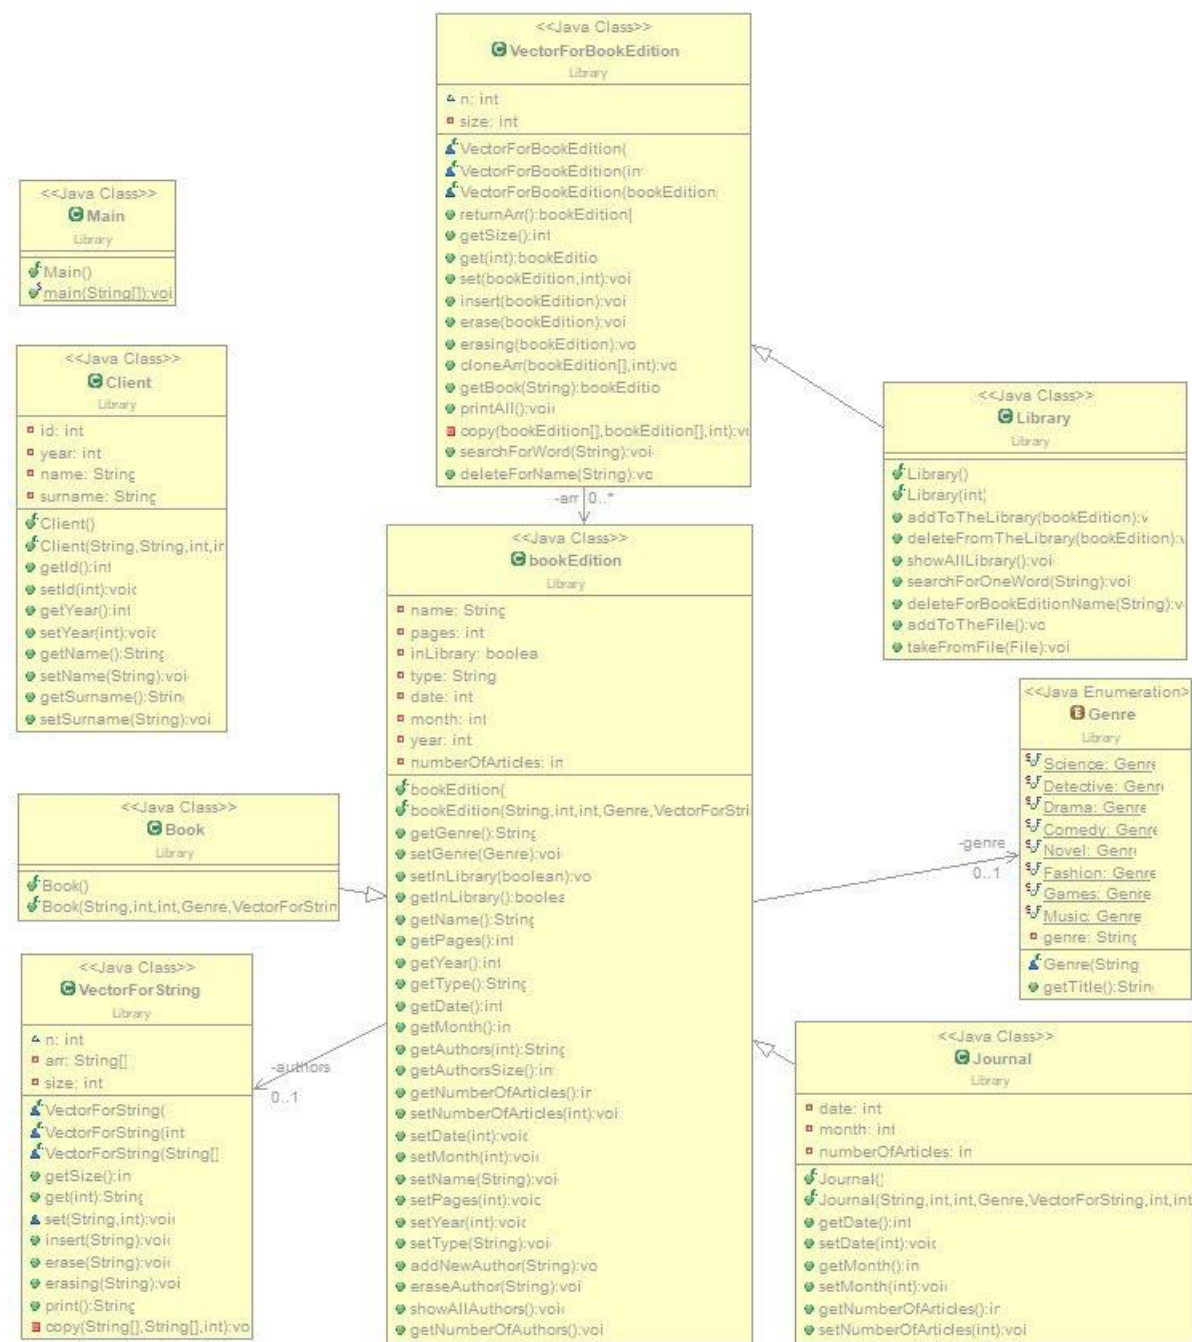 <<Java Class>>
VectorForBookEdition
Library
n: int
size: int
VectorForBookEdition(
VectorForBookEdition(in
VectorForBookEdition(bookEdition
returnArr():bookEdition[
getSize():int
get(int):bookEditio
set(bookEdition,int):voi
insert(bookEdition):voi
erase(bookEdition):voi
erasing(bookEdition):vo
cloneArr(bookEdition[],int):vo
getBook(String):bookEditio
printAll():voi
copy(bookEdition[],bookEdition[],int):v
searchForWord(String):voi
deleteForName(String):vo
<<Java Class>>
Main
Library
Main()
main(String[]):voi
<<Java Class>>
Client
Library
id: int
year: int
name: String
surname: String
Client()
Client(String,String,int,in
getId():int
setId(int):void
getYear():int
setYear(int):void
getName():String
setName(String):voi
getSurname():Strin
setSurname(String):voi
<<Java Class>>
Library
Library
Library()
Library(int)
addToTheLibrary(bookEdition):v
deleteFromTheLibrary(bookEdition):v
showAllLibrary():voi
searchForOneWord(String):voi
deleteForBookEditionName(String):v
addToTheFile():vo
takeFromFile(File):voi
-arr 0..*
<<Java Class>>
bookEdition
Library
name: String
pages: int
inLibrary: boolea
type: String
date: int
month: int
year: int
numberOfArticles: in
bookEdition(
bookEdition(String,int,int,Genre,VectorForStri
getGenre():String
setGenre(Genre):voi
setInLibrary(boolean):vo
getInLibrary():boolea
getName():String
getPages():int
getYear():int
getType():String
getDate():int
getMonth():in
getAuthors(int):String
getAuthorsSize():in
getNumberOfArticles():in
setNumberOfArticles(int):voi
setDate(int):void
setMonth(int):voi
setName(String):voi
setPages(int):void
setYear(int):void
setType(String):voi
addNewAuthor(String):vo
eraseAuthor(String):voi
showAllAuthors():voi
getNumberOfAuthors():voi
<<Java Enumeration>
Genre
Library
Science: Genre
Detective: Genr
Drama: Genre
Comedy: Genre
Novel: Genr
Fashion: Genre
Games: Genre
Music: Genre
genre: String
Genre(String
getTitle():Strin
-genre
0..1
<<Java Class>>
Book
Library
Book()
Book(String,int,int,Genre,VectorForStrin
<<Java Class>>
VectorForString
Library
n: int
arr: String[]
size: int
VectorForString(
VectorForString(int
VectorForString(String[]
getSize():in
get(int):String
set(String,int):voi
insert(String):voi
erase(String):voi
erasing(String):voi
print():String
copy(String[],String[],int):vo
-authors
0..1
<<Java Class>>
Journal
Library
date: int
month: int
numberOfArticles: in
Journal()
Journal(String,int,int,Genre,VectorForString,int,int
getDate():int
setDate(int):void
getMonth():in
setMonth(int):voi
getNumberOfArticles():in
setNumberOfArticles(int):voi